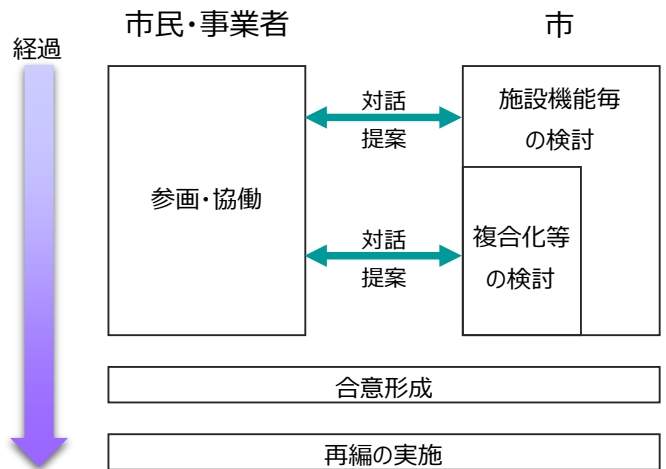 市民・事業者
市
経過
対話
提案
施設機能毎
の検討
参画・協働
対話
提案
複合化等
の検討
合意形成
再編の実施